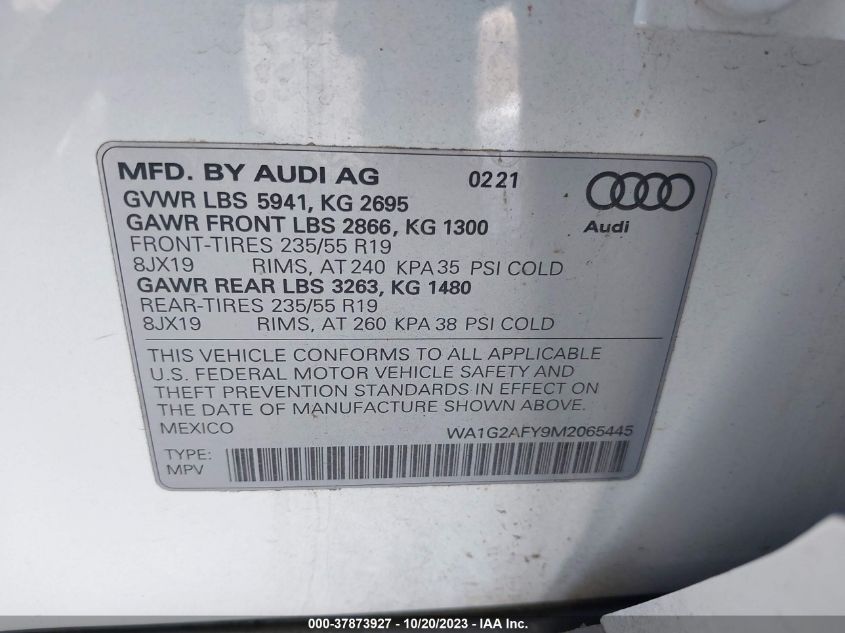 MFD. BY AUDI AG 0221
GVWR LBS 5941, KG 2695
GAWR FRONT LBS 2866, KG 1300
Audi
FRONT-TIRES 235/55 R19
8JX19 RIMS, AT 240 KPA 35 PSI COLD
GAWR REAR LBS 3263, KG 1480
REAR-TIRES 235/55 R19
8JX19 RIMS, AT 260 KPA 38 PSI COLD
THIS VEHICLE CONFORMS TO ALL APPLICABLE
U.S. FEDERAL MOTOR VEHICLE SAFETY AND
THEFT PREVENTION STANDARDS IN EFFECT ON
THE DATE OF MANUFACTURE SHOWN ABOVE.
MEXICO WA1G2AFY9M2065445
TYPE:
MPV
000-37873927 - 10/20/2023 - © Copyright 2023 IAA, Inc.